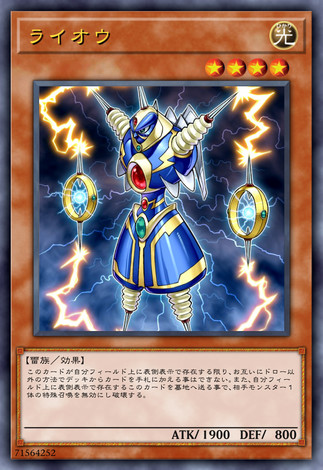 ライオウ
光
【雷族／効果】
このカードが自分フィールド上に表側表示で存在する限り、お互いにドロー以
外の方法でデッキからカードを手札に加える事はできない。また、自分フィー
ルド上に表側表示で存在するこのカードを墓地へ送る事で、相手モンスター1
体の特殊召喚を無効にし破壊する。
ATK/ 1900 DEF/ 800
71564252